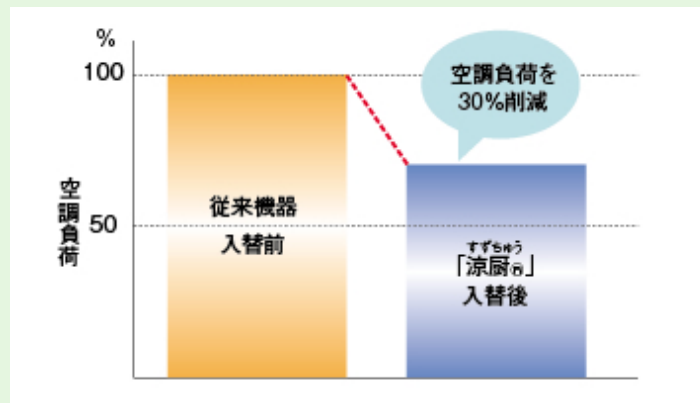 %
100
空調負荷を
30%削減
空調負荷
50
従来機器
入替前
すずちゅう
「涼厨®」
入替後